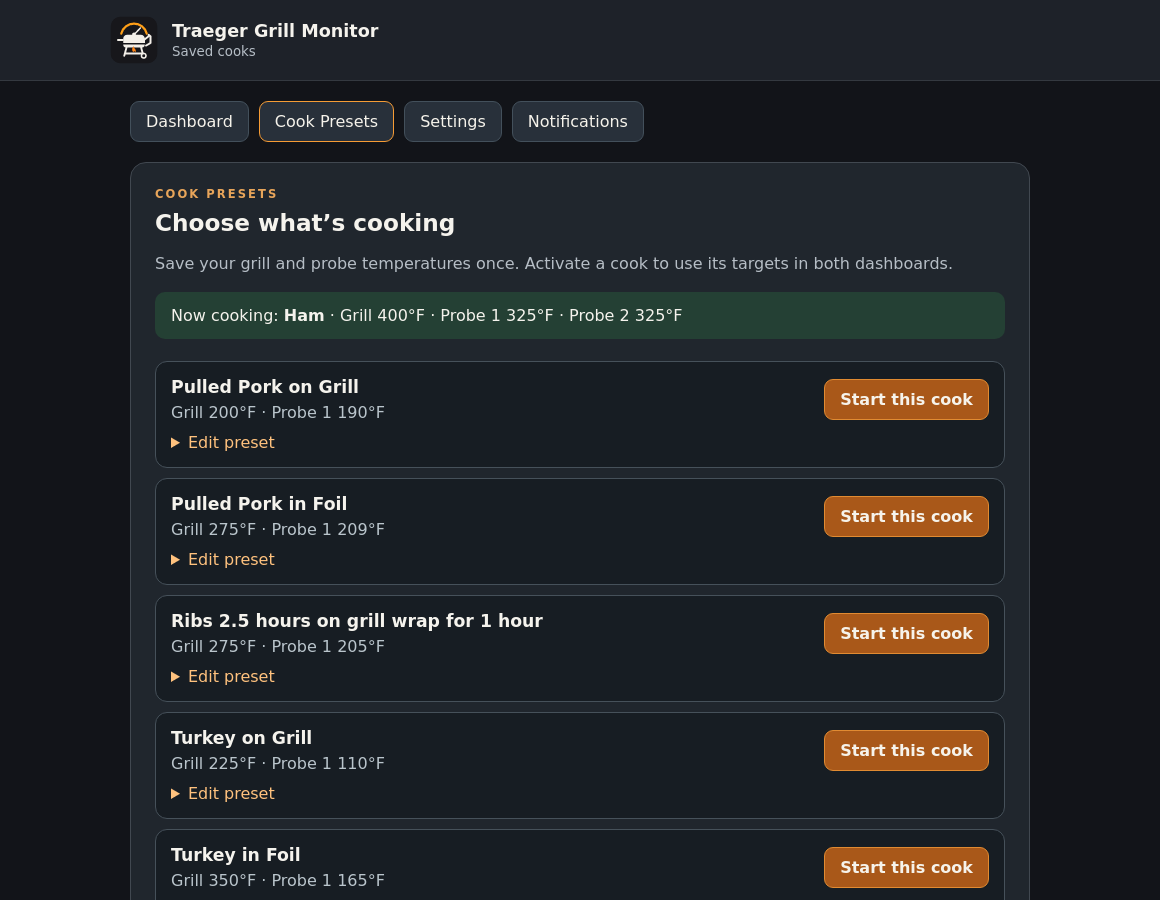 Traeger Grill Monitor
Saved cooks
Dashboard
Cook Presets
Settings
Notifications
COOK PRESETS
Choose what’s cooking
Save your grill and probe temperatures once. Activate a cook to use its targets in both dashboards.
Now cooking: Ham · Grill 400°F · Probe 1 325°F · Probe 2 325°F
Pulled Pork on Grill
Grill 200°F · Probe 1 190°F
Edit preset
Start this cook
Pulled Pork in Foil
Grill 275°F · Probe 1 209°F
Edit preset
Start this cook
Ribs 2.5 hours on grill wrap for 1 hour
Grill 275°F · Probe 1 205°F
Edit preset
Start this cook
Turkey on Grill
Grill 225°F · Probe 1 110°F
Edit preset
Start this cook
Turkey in Foil
Grill 350°F · Probe 1 165°F
Start this cook